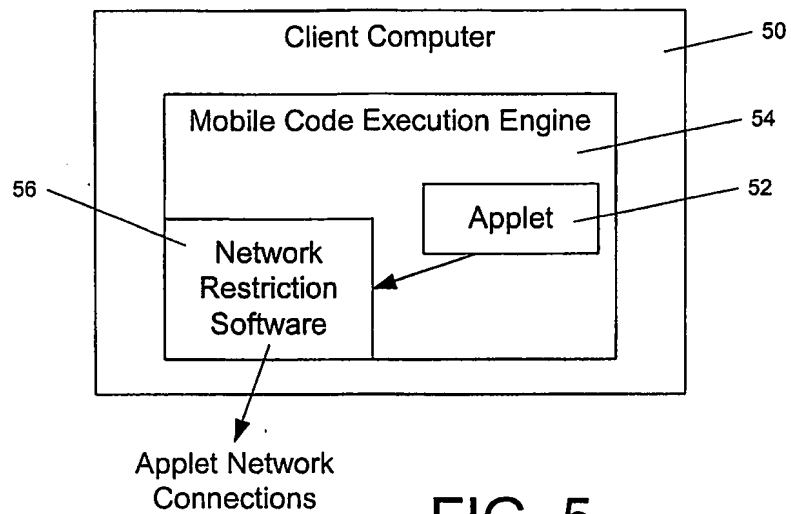 Client Computer
50
Mobile Code Execution Engine
54
56
52
Applet
Network
Restriction
Software
Applet Network
Connections
FIG. 5